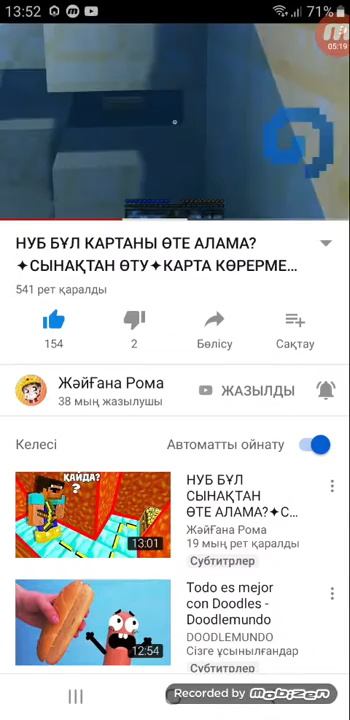 13:52
71%
05:19
НУБ БҰЛ КАРТАНЫ ӨТЕ АЛАМА?
✦СЫНАҚТАН ӨТУ✦КАРТА КӨРЕРМЕ...
541 рет қаралды
154
2
Бөлісу
Сақтау
ЖәйҒана Рома
38 мың жазылушы
ЖАЗЫЛДЫ
Келесі
Автоматты ойнату
ҚАЙДА?
?
13:01
НУБ БҰЛ
СЫНАҚТАН
ӨТЕ АЛАМА?✦С...
ЖәйҒана Рома
19 мың рет қаралды
Субтитрлер
12:54
Todo es mejor
con Doodles -
Doodlemundo
DOODLEMUNDO
Сізге ұсынылғандар
Субтитрлер
Recorded by Mobizen